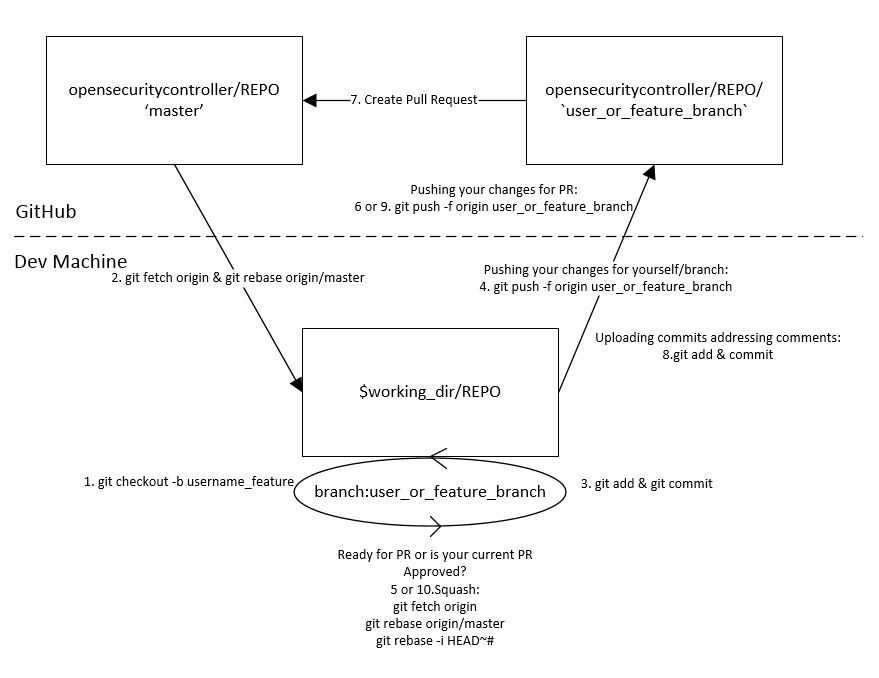 opensecuritycontroller/REPO
‘master’
7. Create Pull Request
opensecuritycontroller/REPO/
`user_or_feature_branch`
Pushing your changes for PR:
6 or 9. git push -f origin user_or_feature_branch
GitHub
Dev Machine
2. git fetch origin & git rebase origin/master
Pushing your changes for yourself/branch:
4. git push -f origin user_or_feature_branch
Uploading commits addressing comments:
8.git add & commit
$working_dir/REPO
1. git checkout -b username_feature
branch:user_or_feature_branch
3. git add & git commit
Ready for PR or is your current PR
Approved?
5 or 10.Squash:
git fetch origin
git rebase origin/master
git rebase -i HEAD~#